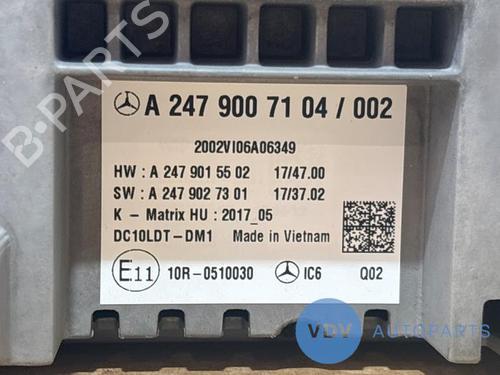 A 247 900 71 04 / 002
2002VI06A06349
HW : A 247 901 55 02 17/47.00
SW : A 247 902 73 01 17/37.02
K - Matrix HU : 2017_05
DC10LDT-DM1 Made in Vietnam
E11 10R-0510030 IC6 Q02
B-PARTS
VDV AUTOPARTS